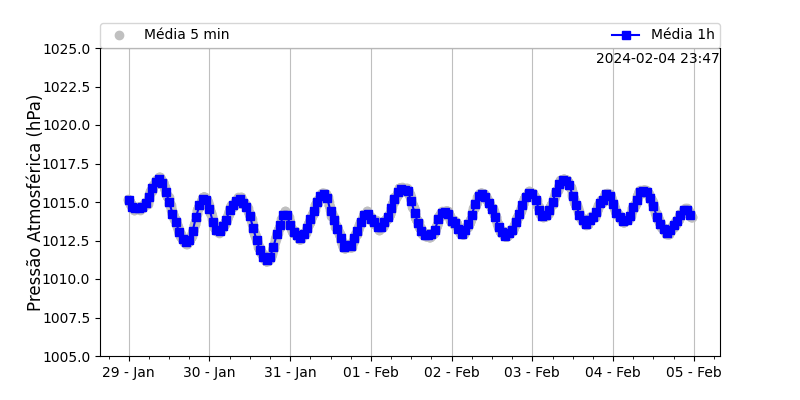 Média 5 min
Média 1h
2024-02-04 23:47
Pressão Atmosférica (hPa)
1025.0
1022.5
1020.0
1017.5
1015.0
1012.5
1010.0
1007.5
1005.0
29 - Jan
30 - Jan
31 - Jan
01 - Feb
02 - Feb
03 - Feb
04 - Feb
05 - Feb